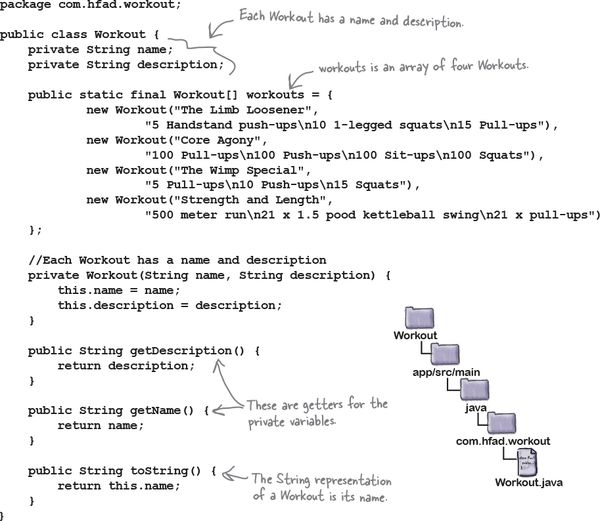 package com.hfad.workout;
Each Workout has a name and description.
public class Workout {
private String name;
private String description;
workouts is an array of four Workouts.
public static final Workout[] workouts = {
new Workout("The Limb Loosener",
"5 Handstand push-ups\n10 1-legged squats\n15 Pull-ups"),
new Workout("Core Agony",
"100 Pull-ups\n100 Push-ups\n100 Sit-ups\n100 Squats"),
new Workout("The Wimp Special",
"5 Pull-ups\n10 Push-ups\n15 Squats"),
new Workout("Strength and Length",
"500 meter run\n21 x 1.5 pood kettleball swing\n21 x pull-ups")
};
//Each Workout has a name and description
private Workout(String name, String description) {
this.name = name;
this.description = description;
}
public String getDescription() {
return description;
}
These are getters for the
private variables.
public String getName() {
return name;
}
public String toString() {
return this.name;
}
The String representation
of a Workout is its name.
}
Workout
app/src/main
java
com.hfad.workout
Workout.java